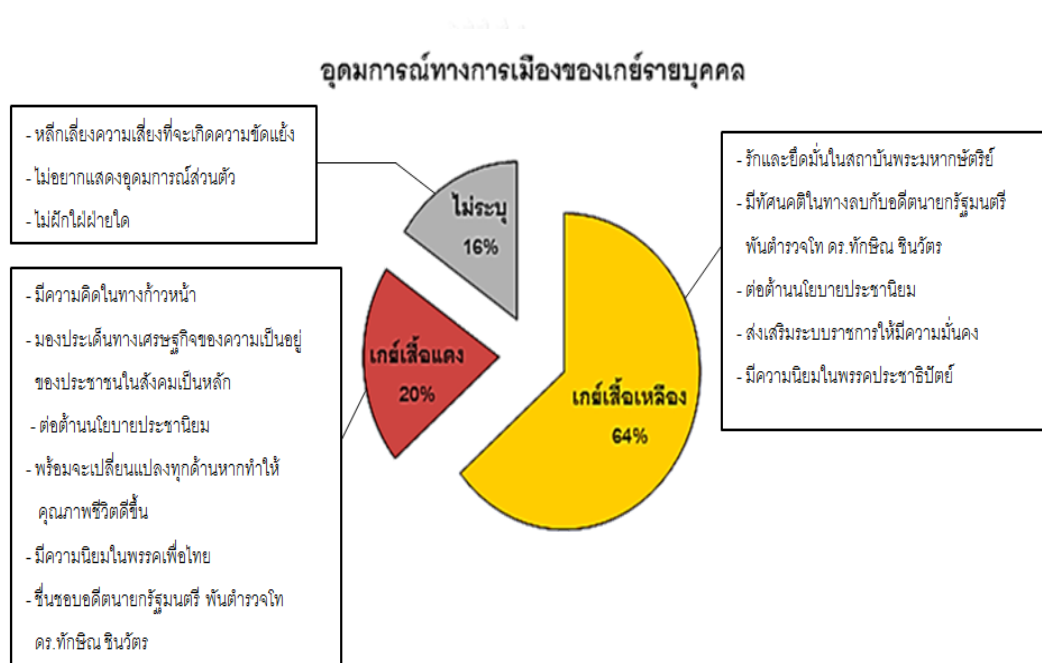 อุดมการณ์ทางการเมืองของเกย์รายบุคคล
- หลีกเลี่ยงความเสี่ยงที่จะเกิดความขัดแย้ง
- ไม่อยากแสดงอุดมการณ์ส่วนตัว
- ไม่ฝักใฝ่ฝ่ายใด
ไม่ระบุ
16%
- รักและยึดมั่นในสถาบันพระมหากษัตริย์
- มีทัศนคติในทางลบกับอดีตนายกรัฐมนตรี
พันตำรวจโท ดร.ทักษิณ ชินวัตร
- ต่อต้านนโยบายประชานิยม
- ส่งเสริมระบบราชการให้มีความมั่นคง
- มีความนิยมในพรรคประชาธิปัตย์
- มีความคิดในทางก้าวหน้า
- มองประเด็นทางเศรษฐกิจของความเป็นอยู่
ของประชาชนในสังคมเป็นหลัก
- ต่อต้านนโยบายประชานิยม
- พร้อมจะเปลี่ยนแปลงทุกด้านหากทำให้
คุณภาพชีวิตดีขึ้น
- มีความนิยมในพรรคเพื่อไทย
- ชื่นชอบอดีตนายกรัฐมนตรี พันตำรวจโท
ดร.ทักษิณ ชินวัตร
เกย์เสื้อแดง
20%
เกย์เสื้อเหลือง
64%